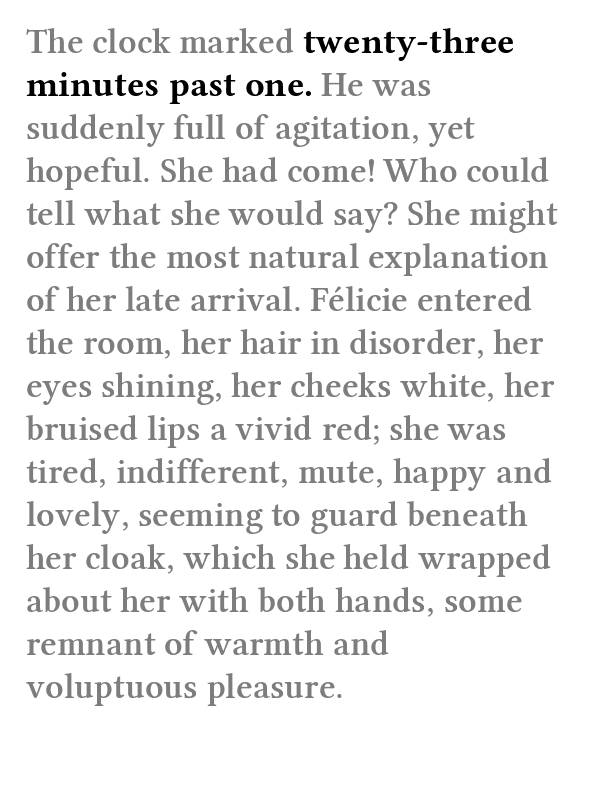 The clock marked twenty-three
minutes past one. He was
suddenly full of agitation, yet
hopeful. She had come! Who could
tell what she would say? She might
offer the most natural explanation
of her late arrival. Félicie entered
the room, her hair in disorder, her
eyes shining, her cheeks white, her
bruised lips a vivid red; she was
tired, indifferent, mute, happy and
lovely, seeming to guard beneath
her cloak, which she held wrapped
about her with both hands, some
remnant of warmth and
voluptuous pleasure.